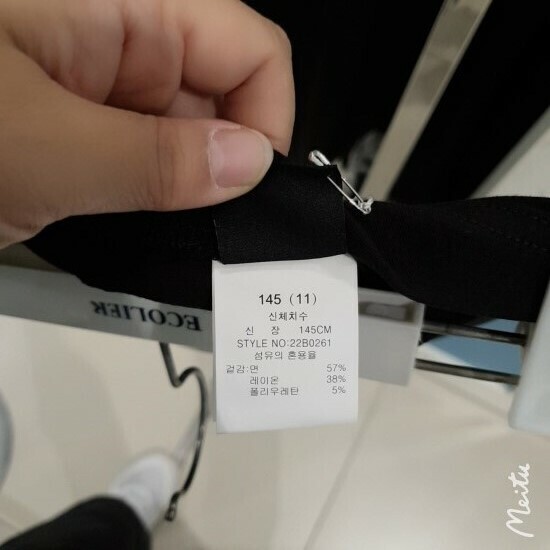 145 (11)
신체치수
신 장 145CM
STYLE NO:22B0261
섬유의 혼용율
겉감:면 57%
레이온 38%
폴리우레탄 5%
ECOLIER
Meitu